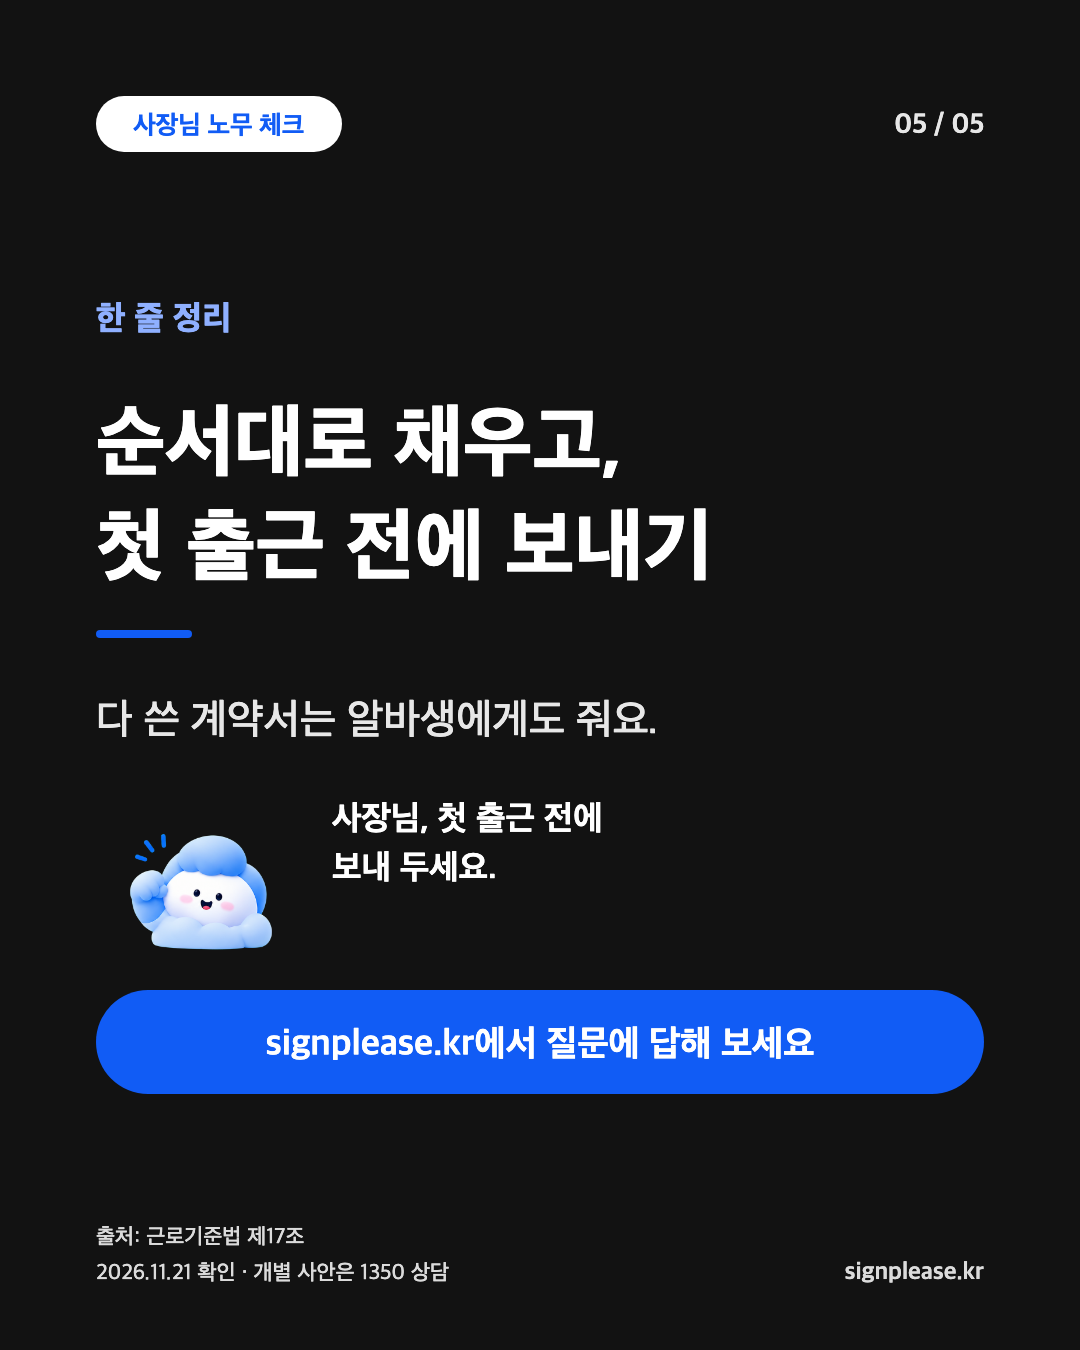 사장님 노무 체크
05 / 05
한 줄 정리
순서대로 채우고,
첫 출근 전에 보내기
다 쓴 계약서는 알바생에게도 줘요.
사장님, 첫 출근 전에
보내 두세요.
signplease.kr에서 질문에 답해 보세요
출처: 근로기준법 제17조
2026.11.21 확인 · 개별 사안은 1350 상담
signplease.kr